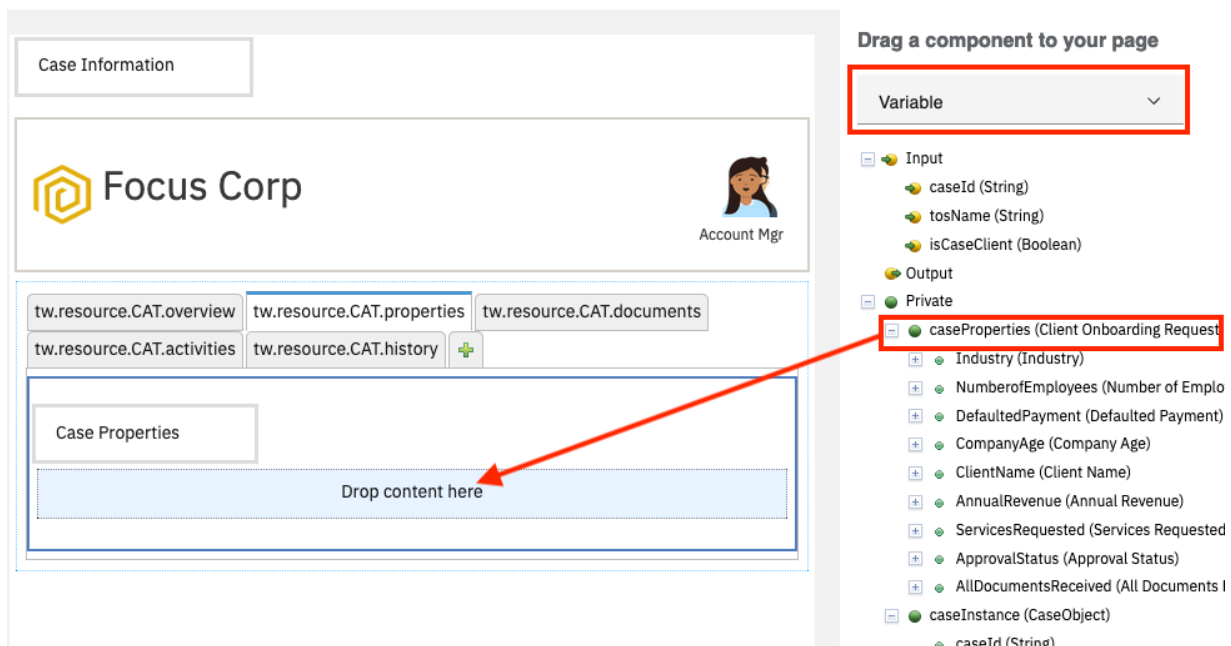 Case Information
Focus Corp
Account Mgr
tw.resource.CAT.overview
tw.resource.CAT.properties
tw.resource.CAT.documents
tw.resource.CAT.activities
tw.resource.CAT.history
Case Properties
Drop content here
Drag a component to your page
Variable
Input
caseId (String)
tosName (String)
isCaseClient (Boolean)
Output
Private
caseProperties (Client Onboarding Request
Industry (Industry)
NumberofEmployees (Number of Emplo
DefaultedPayment (Defaulted Payment)
CompanyAge (Company Age)
ClientName (Client Name)
AnnualRevenue (Annual Revenue)
ServicesRequested (Services Requested
ApprovalStatus (Approval Status)
AllDocumentsReceived (All Documents
caseInstance (CaseObject)
caseId (String)